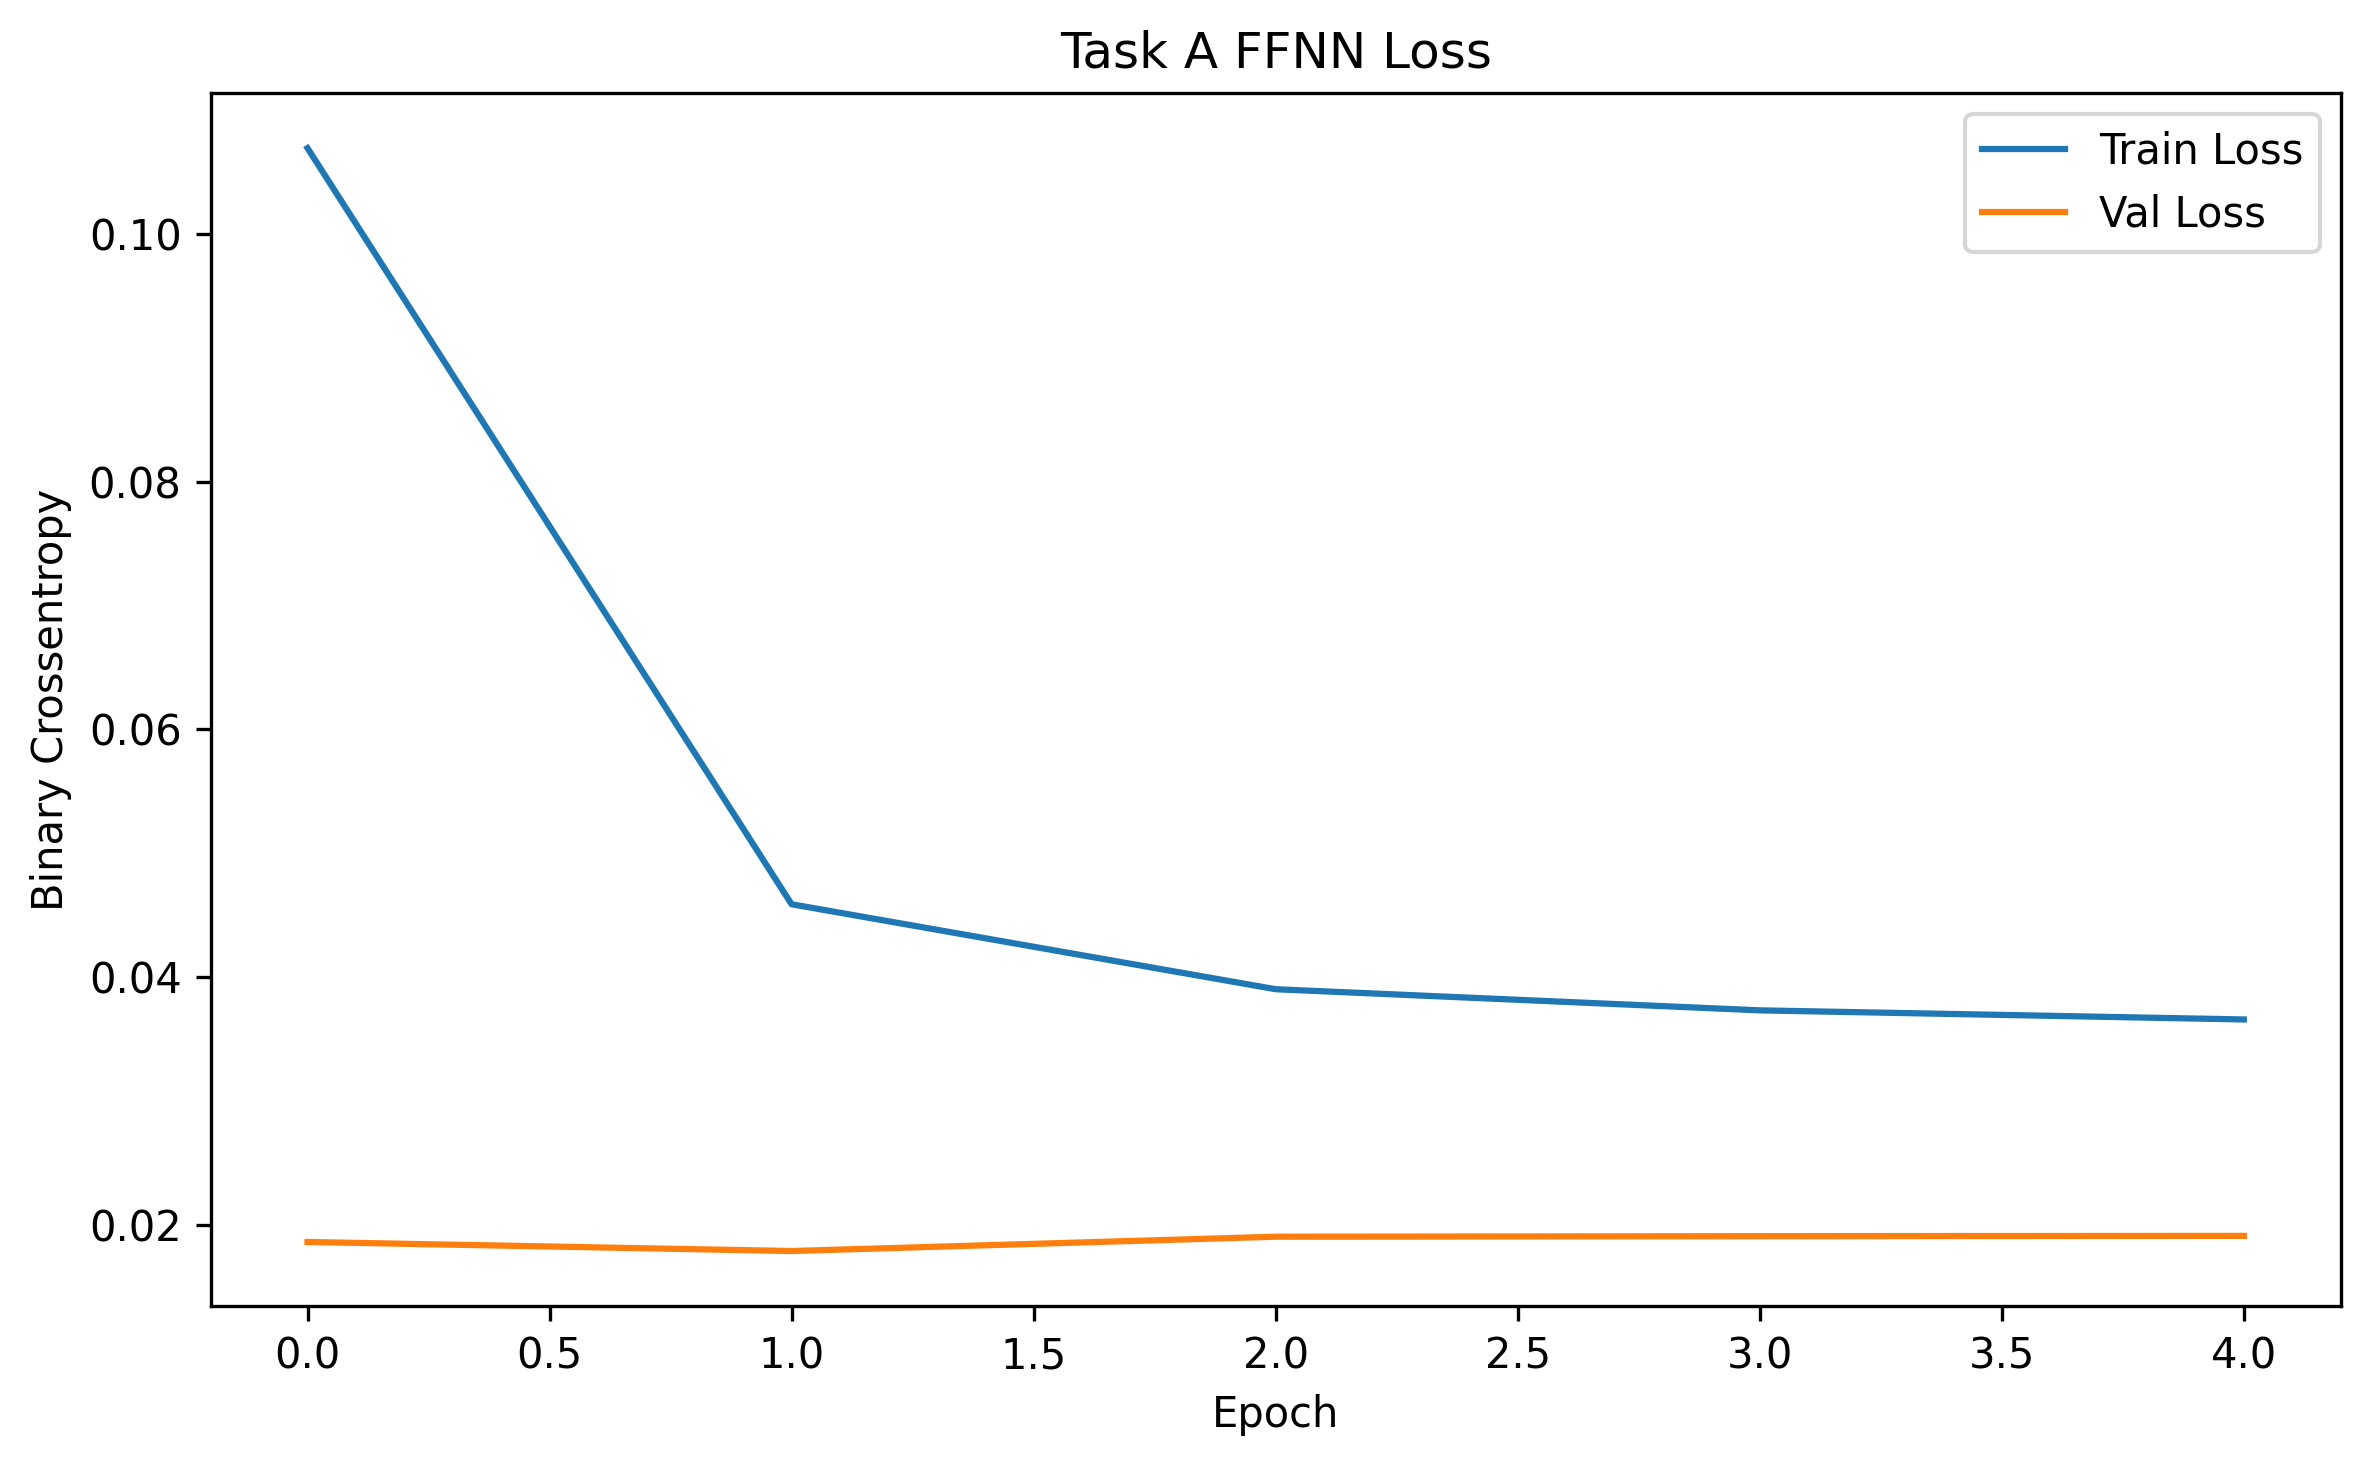 Task A FFNN Loss
Train Loss
Val Loss
Binary Crossentropy
0.10
0.08
0.06
0.04
0.02
0.0 0.5 1.0 1.5 2.0 2.5 3.0 3.5 4.0
Epoch